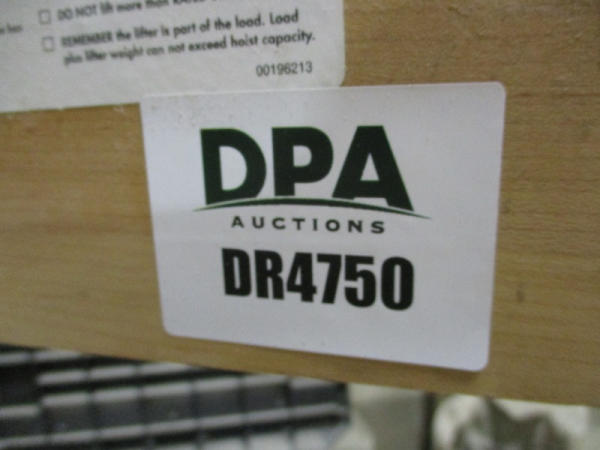 DO NOT lift more than
REMEMBER the lifter is part of the load. Load
plus lifter weight can not exceed hoist capacity.
00196213
DPA
AUCTIONS
DR4750